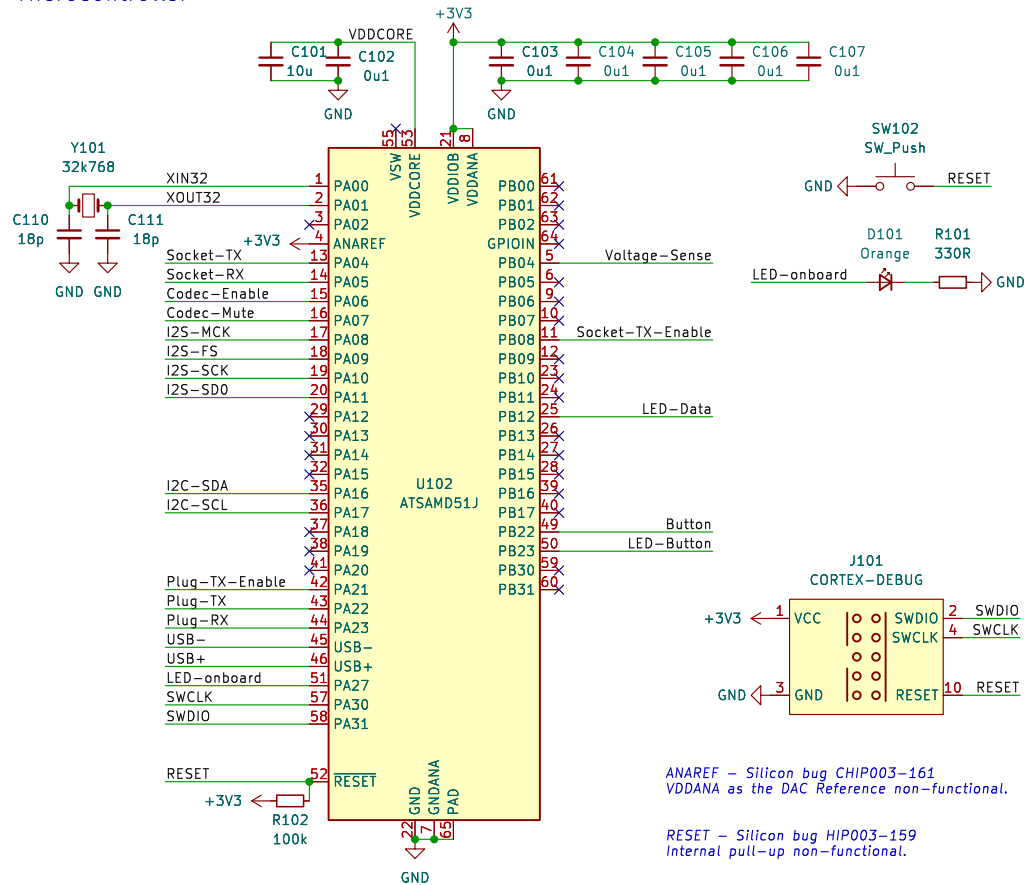 +3V3
VDDCORE
C101
10u
C102
0u1
C103
0u1
C104
0u1
C105
0u1
C106
0u1
C107
0u1
GND
GND
Y101
32k768
XIN32
XOUT32
C110
18p
C111
18p
GND
GND
+3V3
Socket-TX
Socket-RX
Codec-Enable
Codec-Mute
I2S-MCK
I2S-FS
I2S-SCK
I2S-SDO
I2C-SDA
I2C-SCL
Plug-TX-Enable
Plug-TX
Plug-RX
USB-
USB+
LED-onboard
SWCLK
SWDIO
RESET
+3V3
R102
100k
55 VSW
53 VDDCORE
21 VDDIOB
8 VDDANA
1 PA00
2 PA01
3 PA02
4 ANAREF
13 PA04
14 PA05
15 PA06
16 PA07
17 PA08
18 PA09
19 PA10
20 PA11
29 PA12
30 PA13
31 PA14
32 PA15
35 PA16
36 PA17
37 PA18
38 PA19
41 PA20
42 PA21
43 PA22
44 PA23
45 USB-
46 USB+
51 PA27
57 PA30
58 PA31
52 RESET
U102
ATSAMD51J
PB00 61
PB01 62
PB02 63
GPIOIN 64
PB04 5
PB05 6
PB06 9
PB07 10
PB08 11
PB09 12
PB10 23
PB11 24
PB12 25
PB13 26
PB14 27
PB15 28
PB16 39
PB17 40
PB22 49
PB23 50
PB30 59
PB31 60
GND 22
GNDANA 7
PAD 65
GND
Voltage-Sense
Socket-TX-Enable
LED-Data
Button
LED-Button
SW102
SW_Push
GND
RESET
D101
Orange
R101
330R
LED-onboard
GND
J101
CORTEX-DEBUG
+3V3
1 VCC
SWDIO 2
SWDIO
SWCLK 4
SWCLK
GND
3 GND
RESET 10
RESET
ANAREF - Silicon bug CHIP003-161
VDDANA as the DAC Reference non-functional.
RESET - Silicon bug HIP003-159
Internal pull-up non-functional.